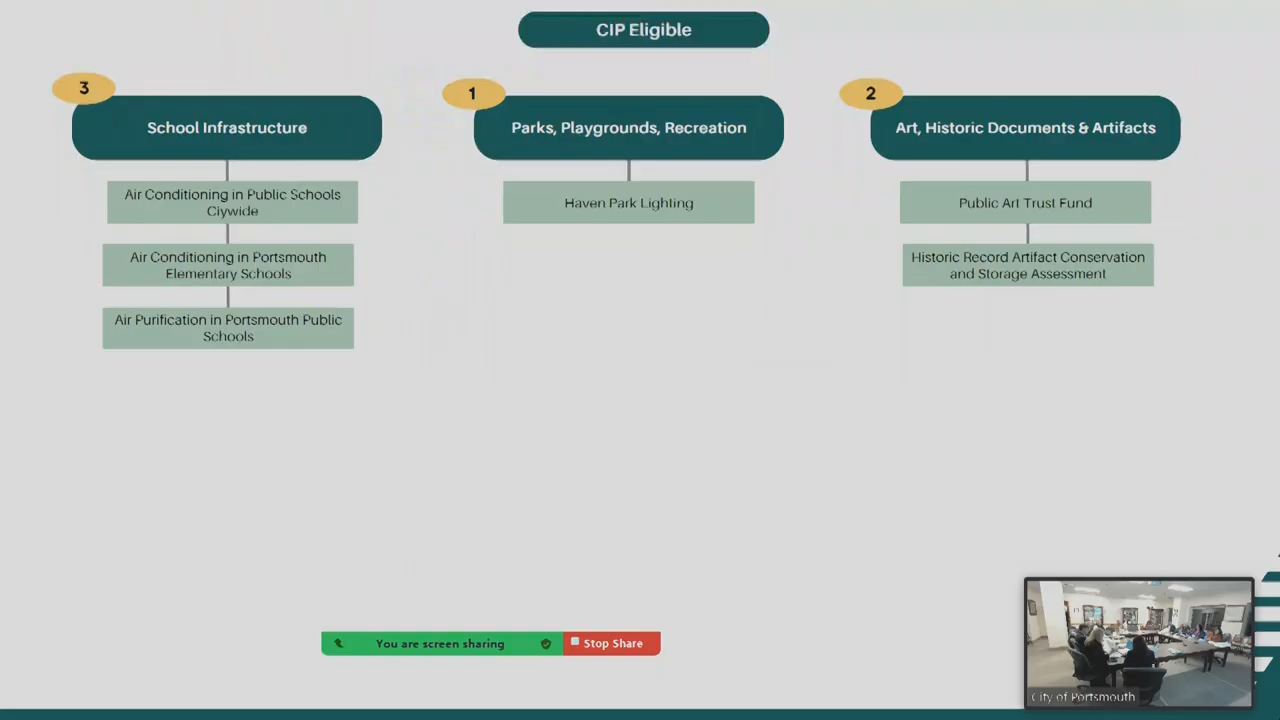 CIP Eligible
3
School Infrastructure
Air Conditioning in Public Schools
Ciywide
Air Conditioning in Portsmouth
Elementary Schools
Air Purification in Portsmouth Public
Schools
1
Parks, Playgrounds, Recreation
Haven Park Lighting
2
Art, Historic Documents & Artifacts
Public Art Trust Fund
Historic Record Artifact Conservation
and Storage Assessment
You are screen sharing
Stop Share
City of Portsmouth